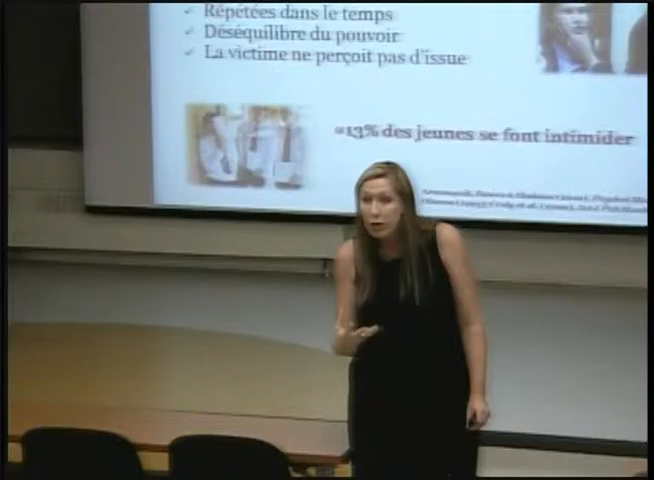 ✓ Répétées dans le temps
✓ Déséquilibre du pouvoir
✓ La victime ne perçoit pas d'issue
«13% des jeunes se font intimider